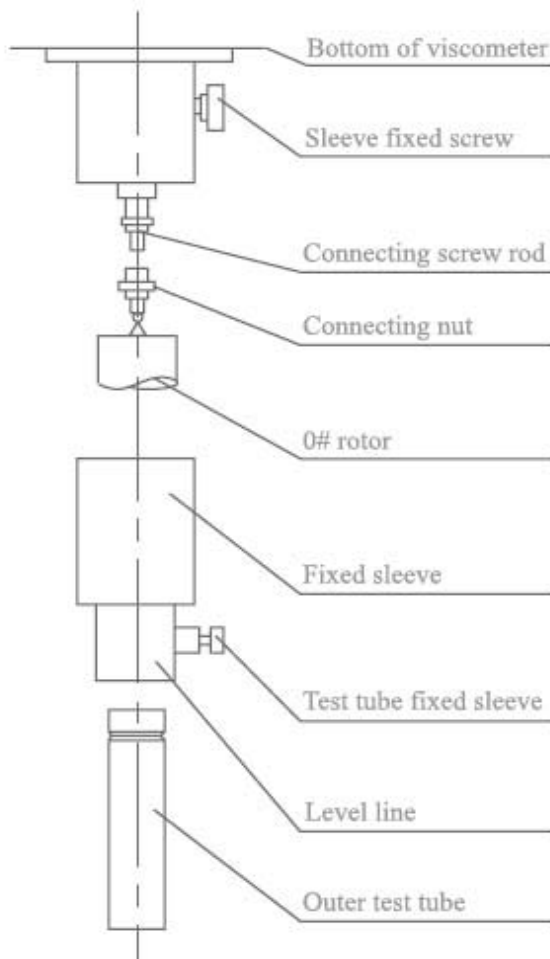 Bottom of viscometer
Sleeve fixed screw
Connecting screw rod
Connecting nut
0# rotor
Fixed sleeve
Test tube fixed sleeve
Level line
Outer test tube